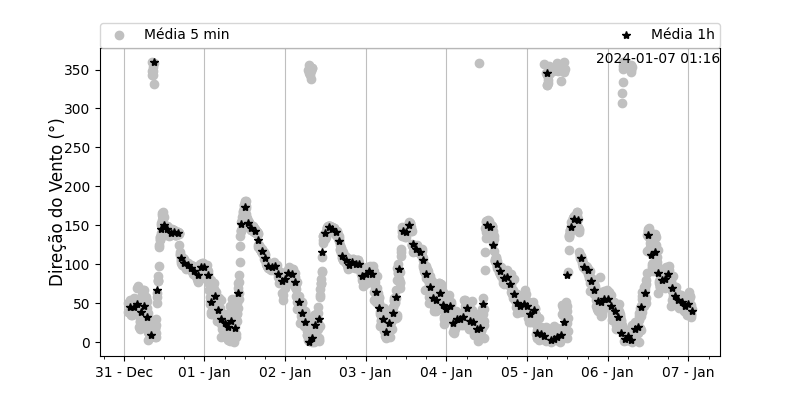 Média 5 min
Média 1h
2024-01-07 01:16
Direção do Vento (°)
350
300
250
200
150
100
50
0
31 - Dec
01 - Jan
02 - Jan
03 - Jan
04 - Jan
05 - Jan
06 - Jan
07 - Jan